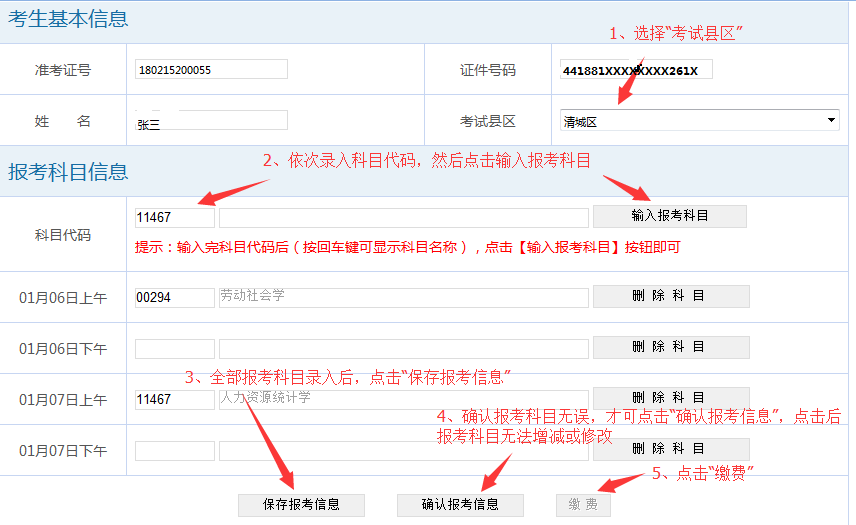 考生基本信息
1、选择“考试县区”
准考证号 180215200055 证件号码 441881XXXXXXXX261X
姓 名 张三 考试县区 清城区
2、依次录入科目代码，然后点击输入报考科目
报考科目信息
科目代码 11467 输入报考科目
提示：输入完科目代码后（按回车键可显示科目名称），点击【输入报考科目】按钮即可
01月06日上午 00294 劳动社会学 删 除 科 目
01月06日下午 删 除 科 目
3、全部报考科目录入后，点击“保存报考信息”
01月07日上午 11467 人力资源统计学 删 除 科 目
4、确认报考科目无误，才可点击“确认报考信息”，点击后
报考科目无法增减或修改
01月07日下午 删 除 科 目
5、点击“缴费”
保存报考信息 确认报考信息 缴 费